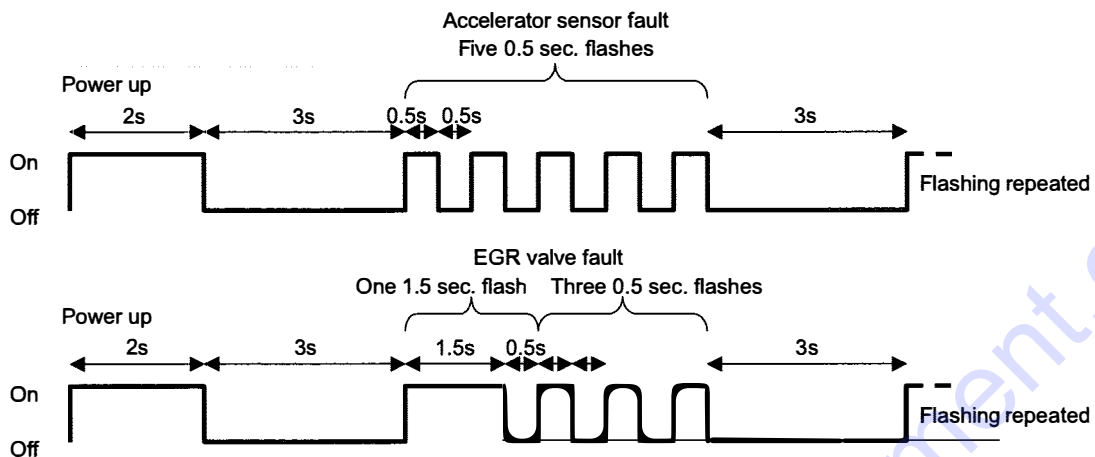 Accelerator sensor fault
Five 0.5 sec. flashes
Power up
2s 3s 0.5s 0.5s 3s
On
Off
Flashing repeated
EGR valve fault
One 1.5 sec. flash Three 0.5 sec. flashes
Power up
2s 3s 1.5s 0.5s 3s
On
Off
Flashing repeated